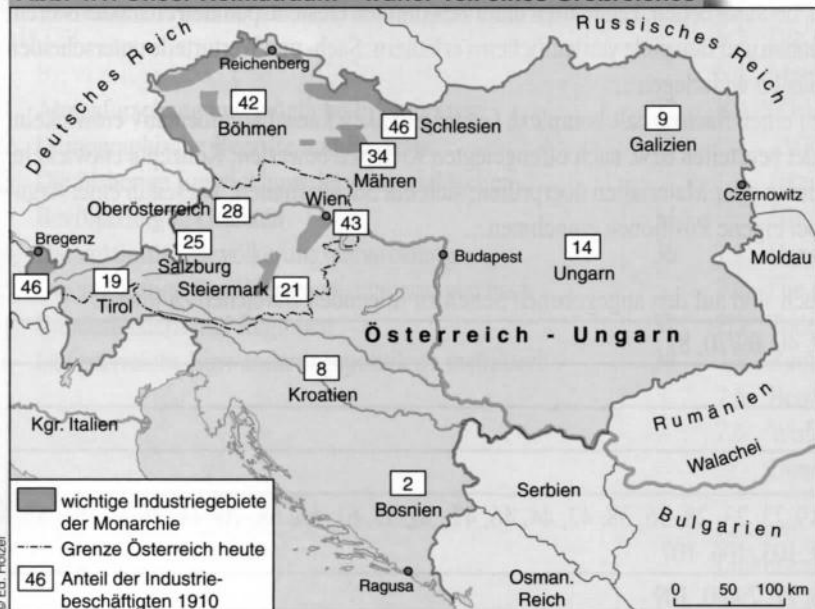 Russisches Reich
Deutsches Reich
Reichenberg
42
Böhmen
46 Schlesien
34
Mähren
9
Galizien
Czernowitz
Oberösterreich
28
Wien
43
Bregenz
25
Salzburg
Budapest
14
Ungarn
Moldau
46
19
Tirol
Steiermark
21
Österreich - Ungarn
8
Kroatien
Kgr. Italien
Rumänien
Walachei
2
Bosnien
Serbien
Bulgarien
Ragusa
Osman.
Reich
wichtige Industriegebiete
der Monarchie
Grenze Österreich heute
46 Anteil der Industrie-
beschäftigten 1910
0 50 100 km
© Ed. Hölzel